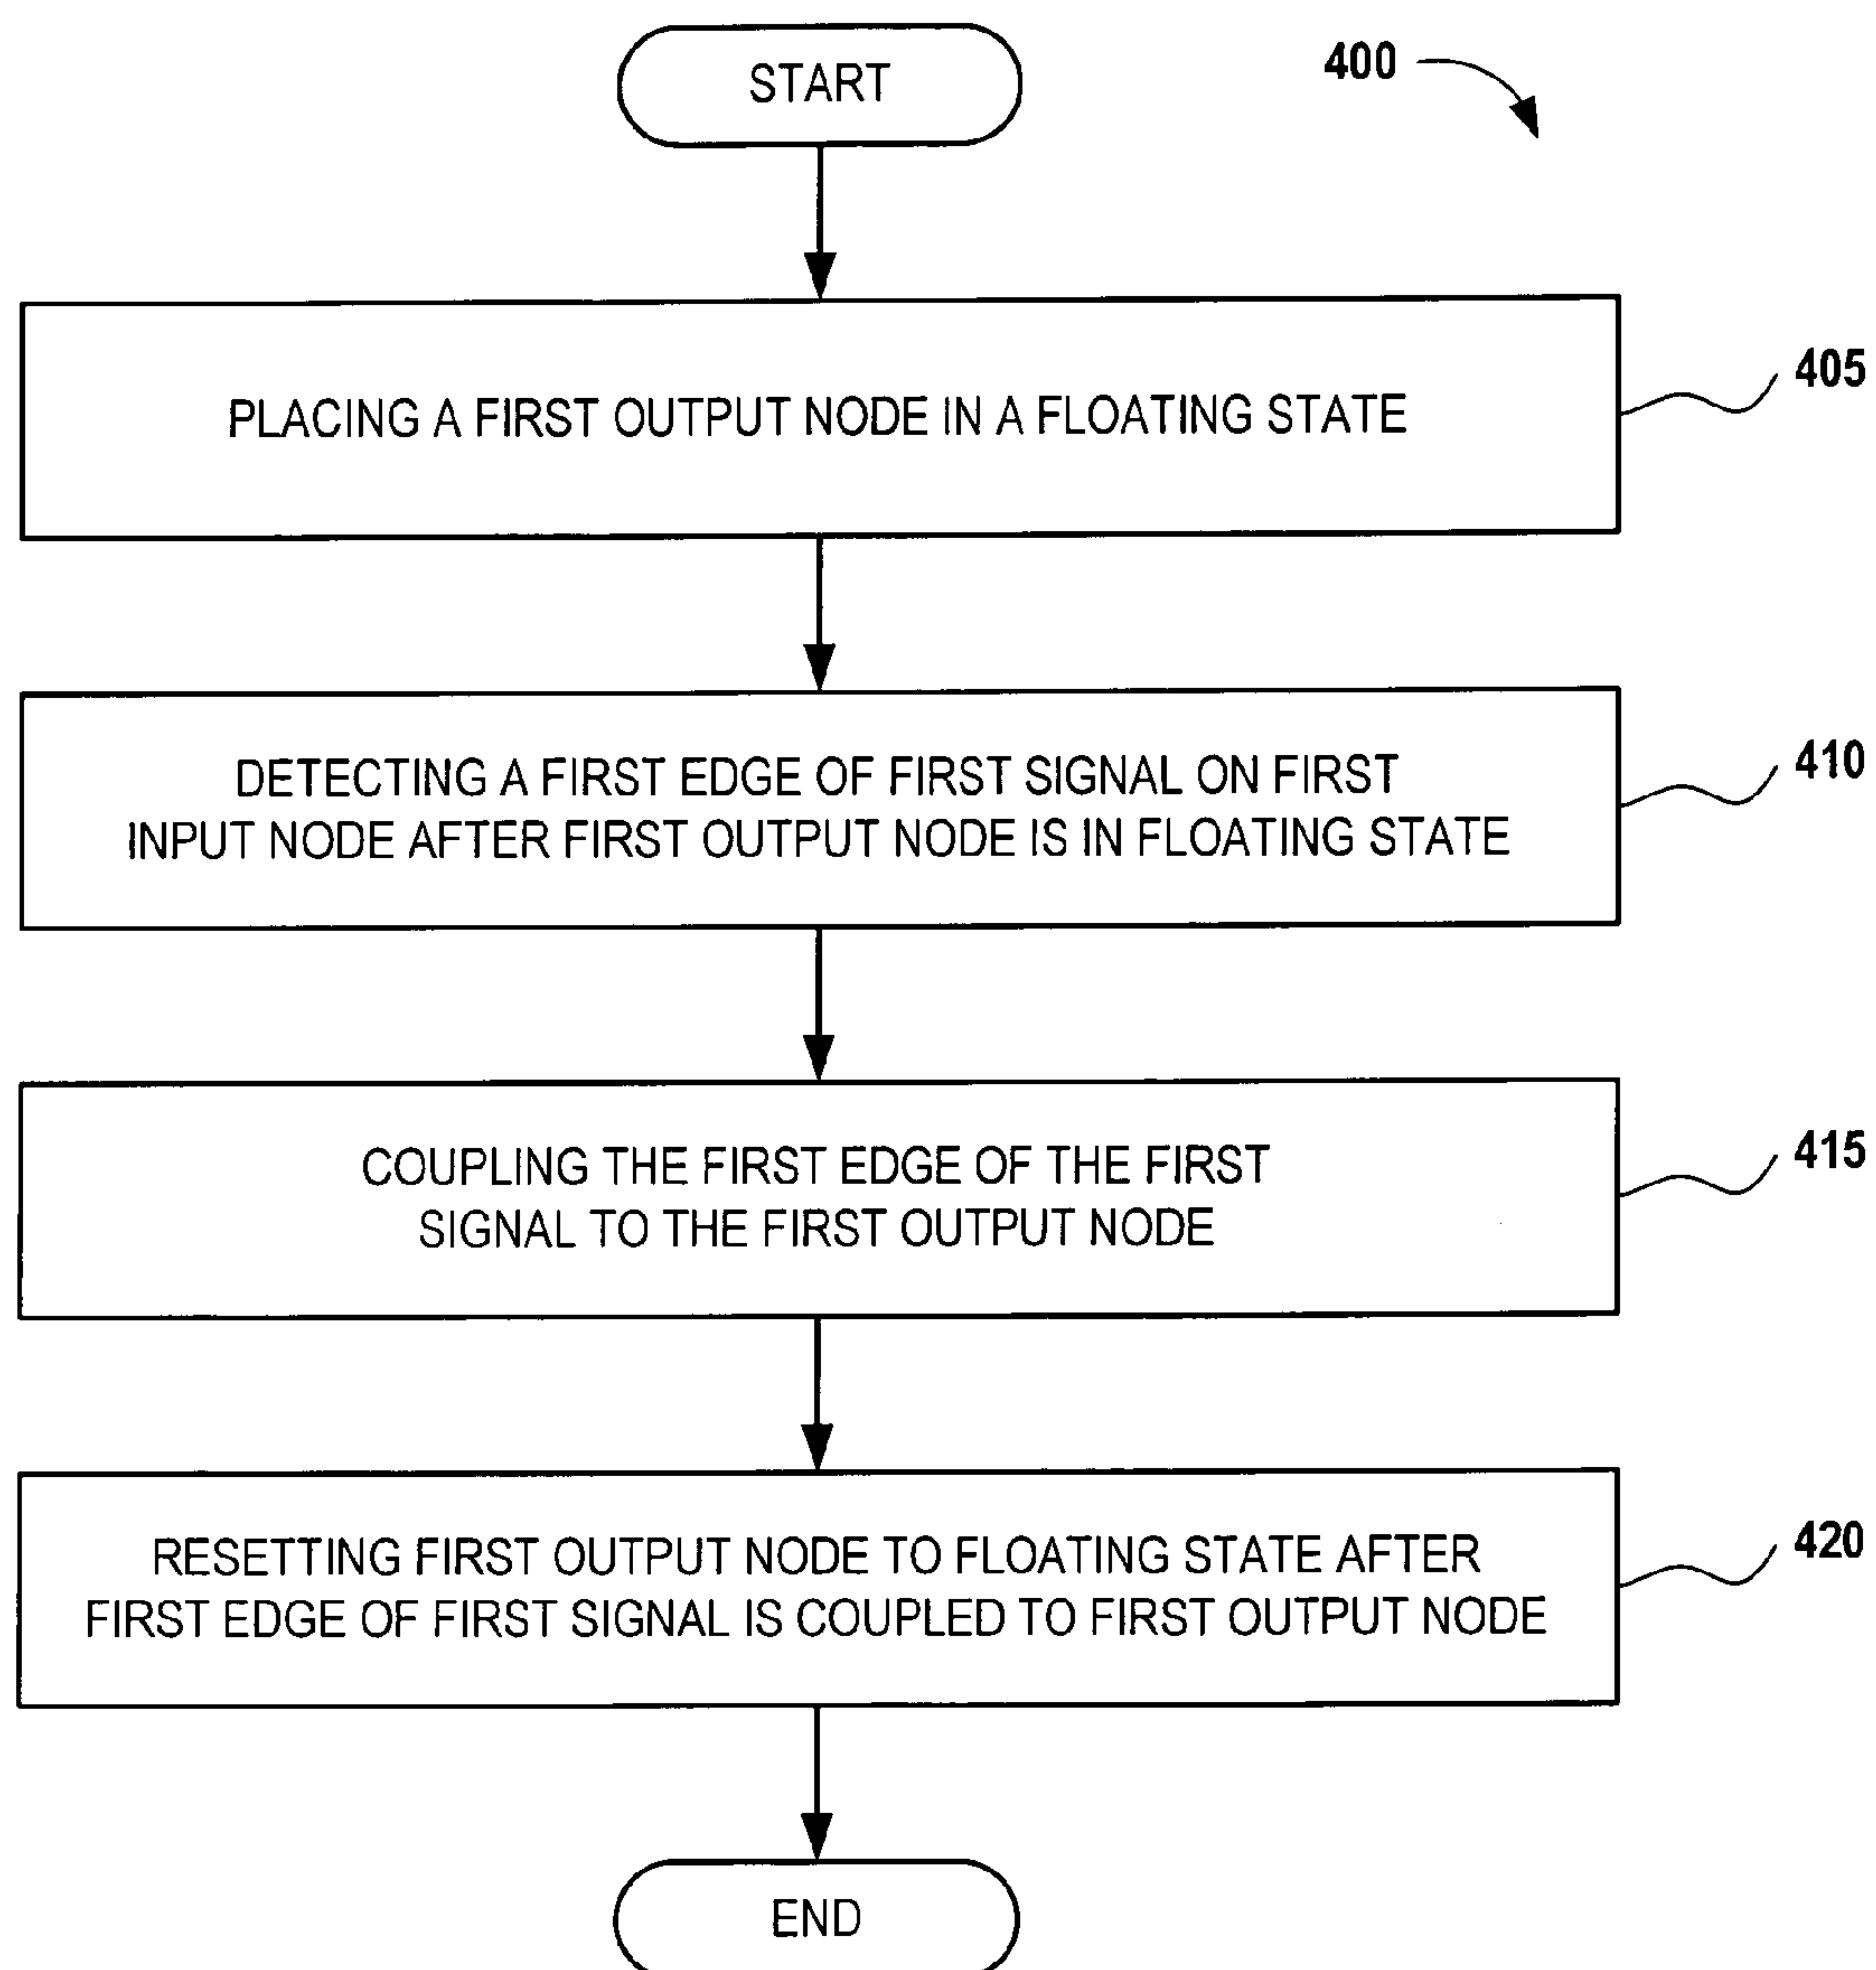 START
400
PLACING A FIRST OUTPUT NODE IN A FLOATING STATE
405
DETECTING A FIRST EDGE OF FIRST SIGNAL ON FIRST
INPUT NODE AFTER FIRST OUTPUT NODE IS IN FLOATING STATE
410
COUPLING THE FIRST EDGE OF THE FIRST
SIGNAL TO THE FIRST OUTPUT NODE
415
RESETTING FIRST OUTPUT NODE TO FLOATING STATE AFTER
FIRST EDGE OF FIRST SIGNAL IS COUPLED TO FIRST OUTPUT NODE
420
END